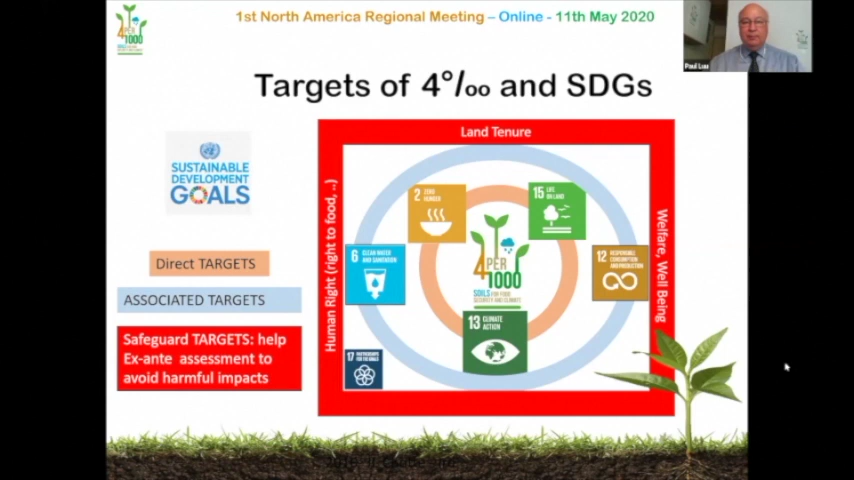 4 PER
1000
1st North America Regional Meeting – Online - 11th May 2020
Paul Luu
Targets of 4°/oo and SDGs
SUSTAINABLE
DEVELOPMENT
GOALS
Direct TARGETS
ASSOCIATED TARGETS
Safeguard TARGETS: help
Ex-ante assessment to
avoid harmful impacts
Land Tenure
Human Right (right to food, ..)
Welfare, Well Being
2 ZERO
HUNGER
15 LIFE
ON LAND
6 CLEAN WATER
AND SANITATION
4 PER
1000
SOILS FOR FOOD
SECURITY AND CLIMATE
12 RESPONSIBLE
CONSUMPTION
AND PRODUCTION
13 CLIMATE
ACTION
17 PARTNERSHIPS
FOR THE GOALS